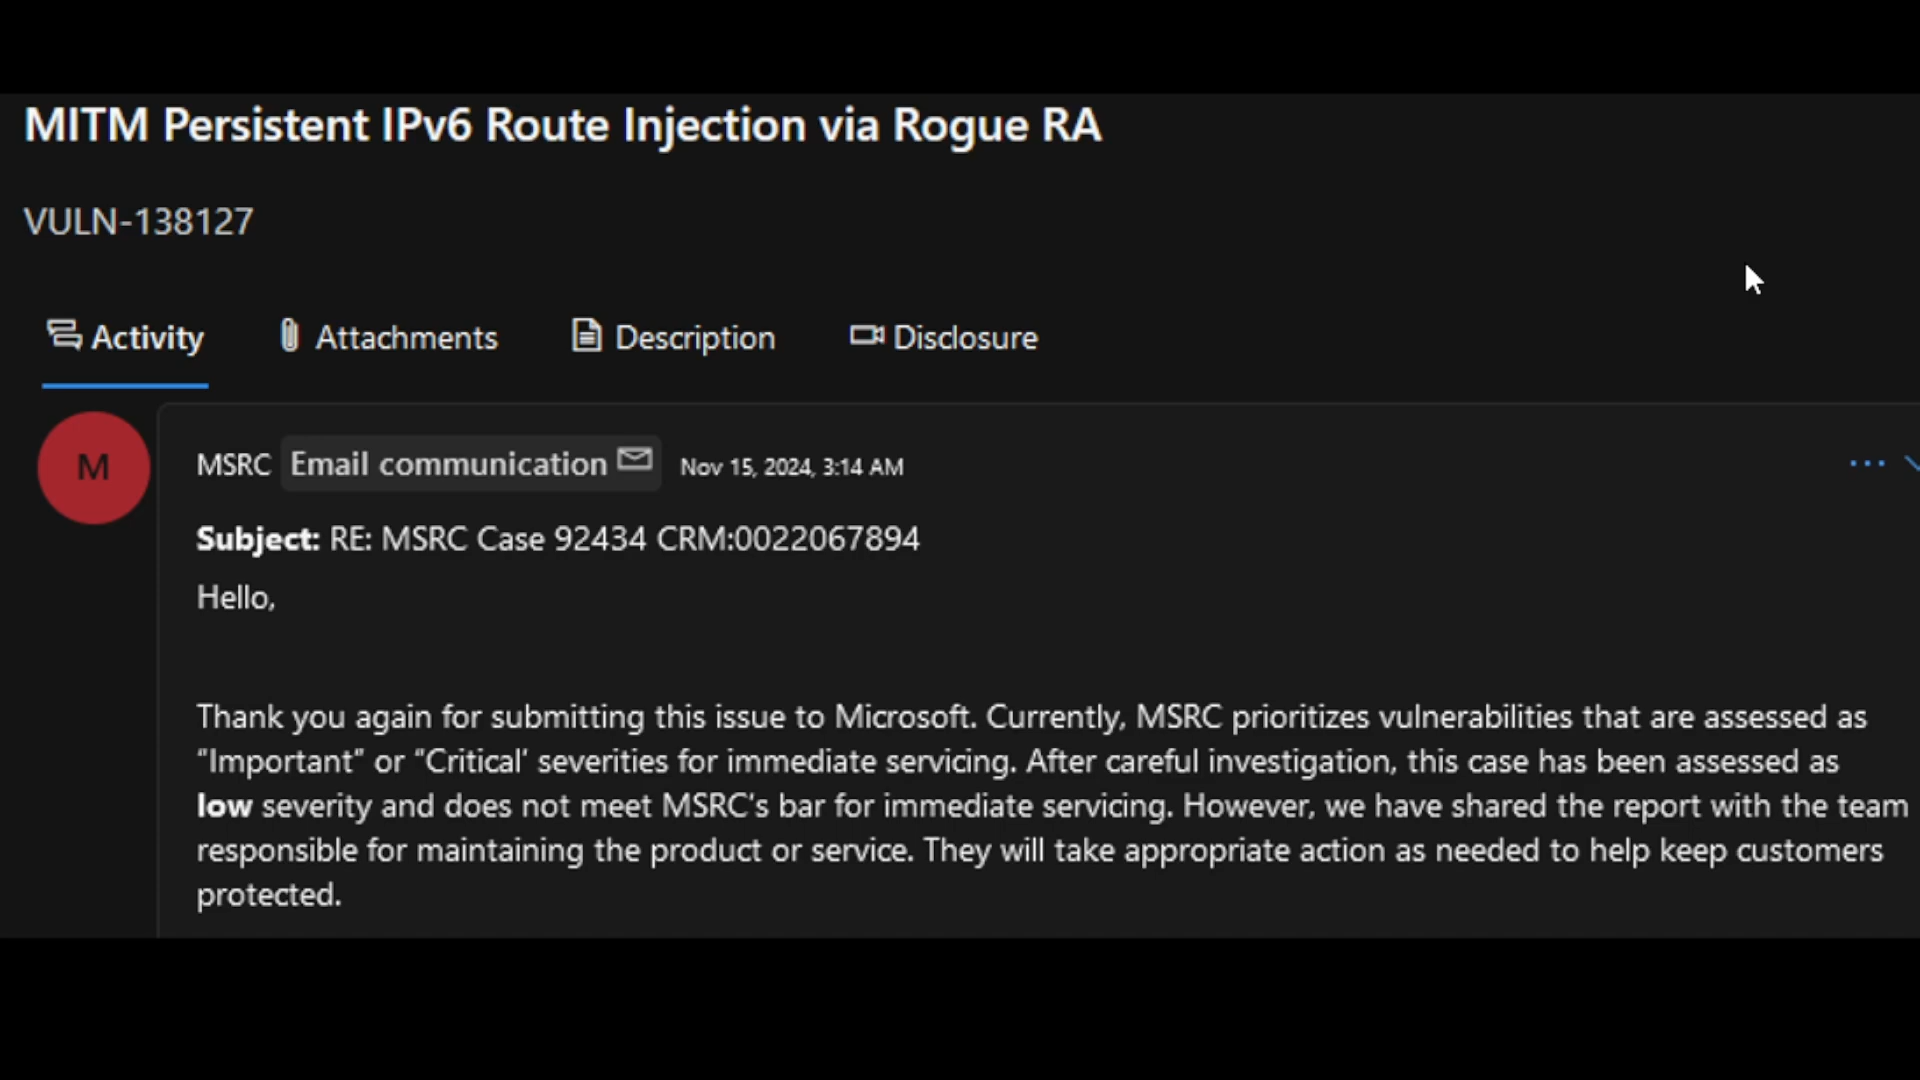 MITM Persistent IPv6 Route Injection via Rogue RA
VULN-138127
Activity Attachments Description Disclosure
M
MSRC Email communication Nov 15, 2024, 3:14 AM
Subject: RE: MSRC Case 92434 CRM:0022067894
Hello,
Thank you again for submitting this issue to Microsoft. Currently, MSRC prioritizes vulnerabilities that are assessed as
"Important" or "Critical' severities for immediate servicing. After careful investigation, this case has been assessed as
low severity and does not meet MSRC's bar for immediate servicing. However, we have shared the report with the team
responsible for maintaining the product or service. They will take appropriate action as needed to help keep customers
protected.